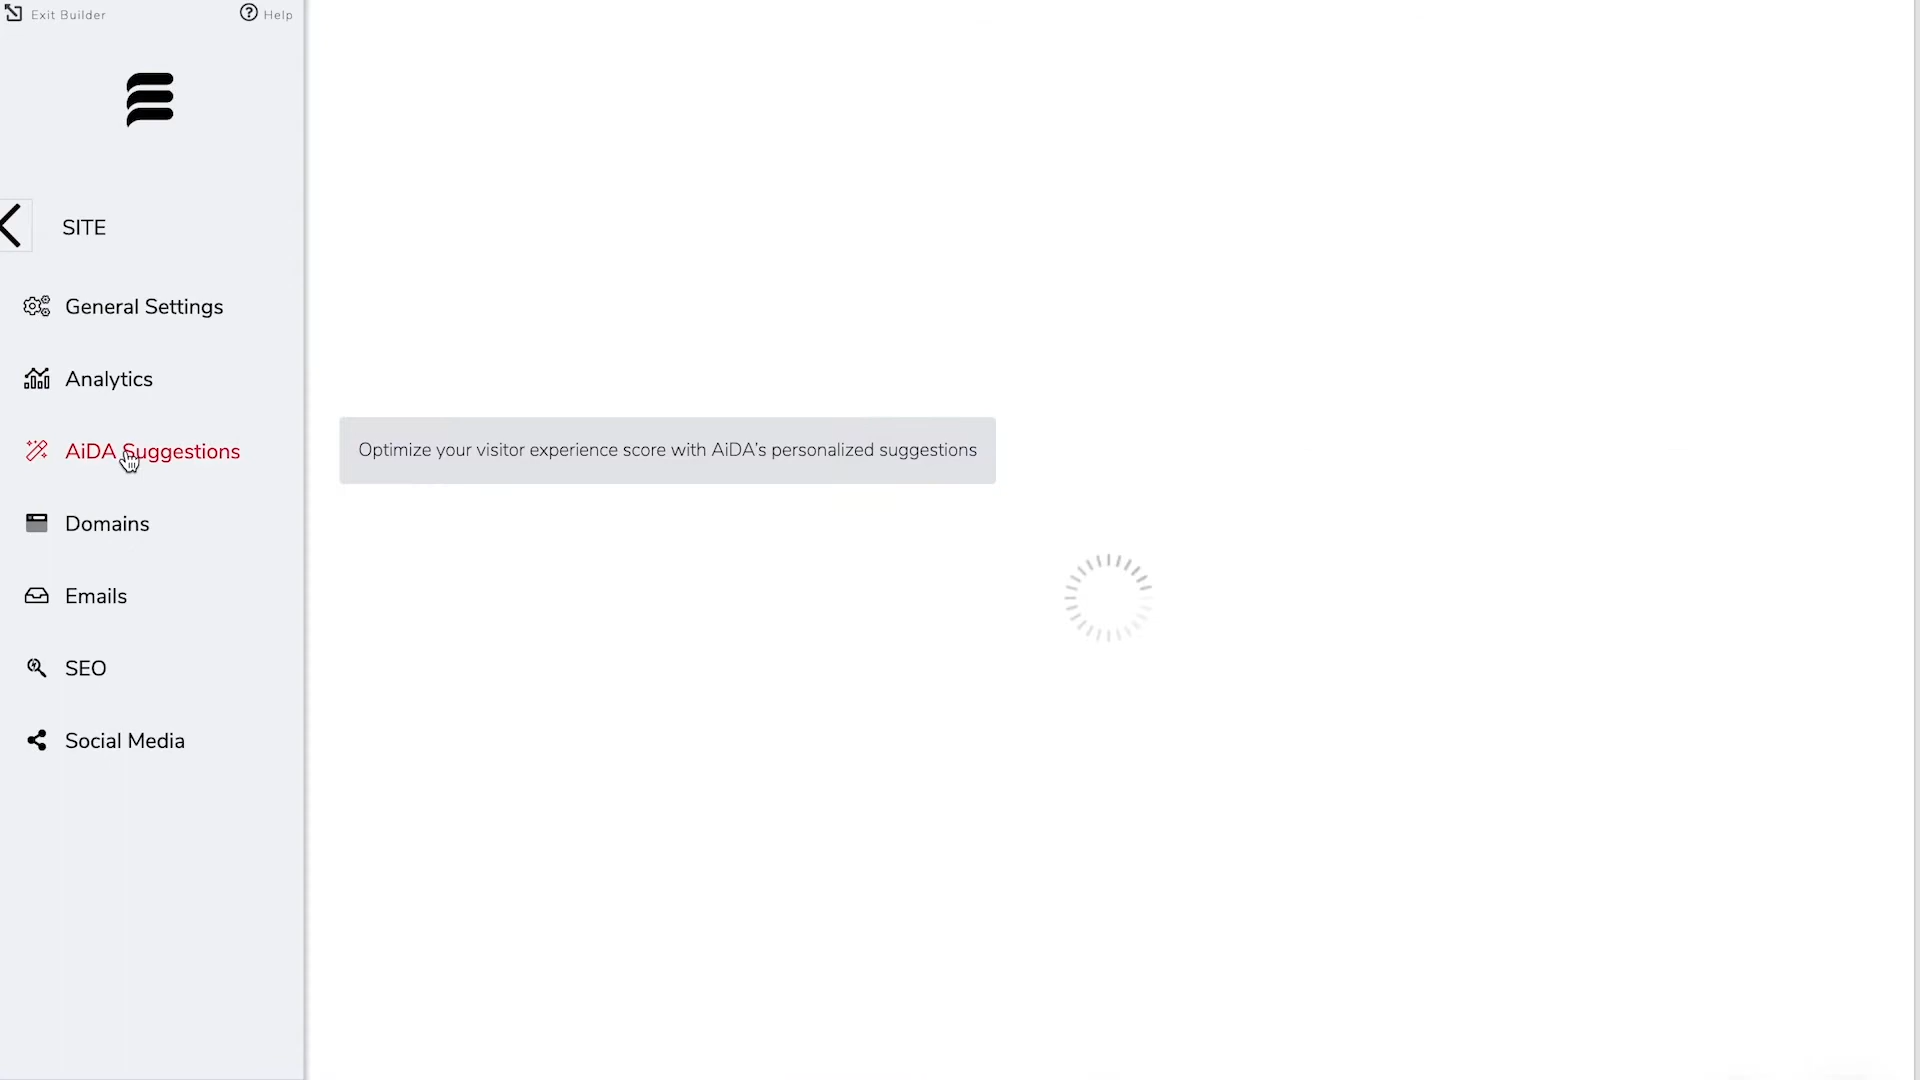 Exit Builder
Help
SITE
General Settings
Analytics
AiDA Suggestions
Optimize your visitor experience score with AiDA's personalized suggestions
Domains
Emails
SEO
Social Media